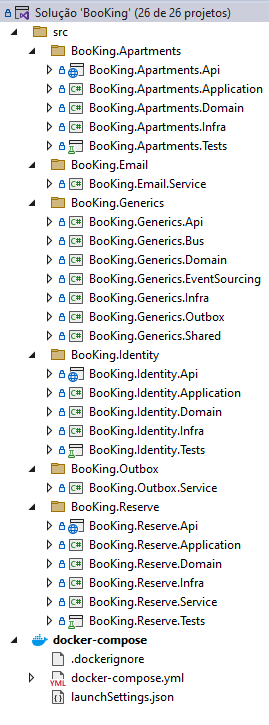 Solução 'BooKing' (26 de 26 projetos)
src
BooKing.Apartments
BooKing.Apartments.Api
BooKing.Apartments.Application
BooKing.Apartments.Domain
BooKing.Apartments.Infra
BooKing.Apartments.Tests
BooKing.Email
BooKing.Email.Service
BooKing.Generics
BooKing.Generics.Api
BooKing.Generics.Bus
BooKing.Generics.Domain
BooKing.Generics.EventSourcing
BooKing.Generics.Infra
BooKing.Generics.Outbox
BooKing.Generics.Shared
BooKing.Identity
BooKing.Identity.Api
BooKing.Identity.Application
BooKing.Identity.Domain
BooKing.Identity.Infra
BooKing.Identity.Tests
BooKing.Outbox
BooKing.Outbox.Service
BooKing.Reserve
BooKing.Reserve.Api
BooKing.Reserve.Application
BooKing.Reserve.Domain
BooKing.Reserve.Infra
BooKing.Reserve.Service
BooKing.Reserve.Tests
docker-compose
.dockerignore
docker-compose.yml
launchSettings.json